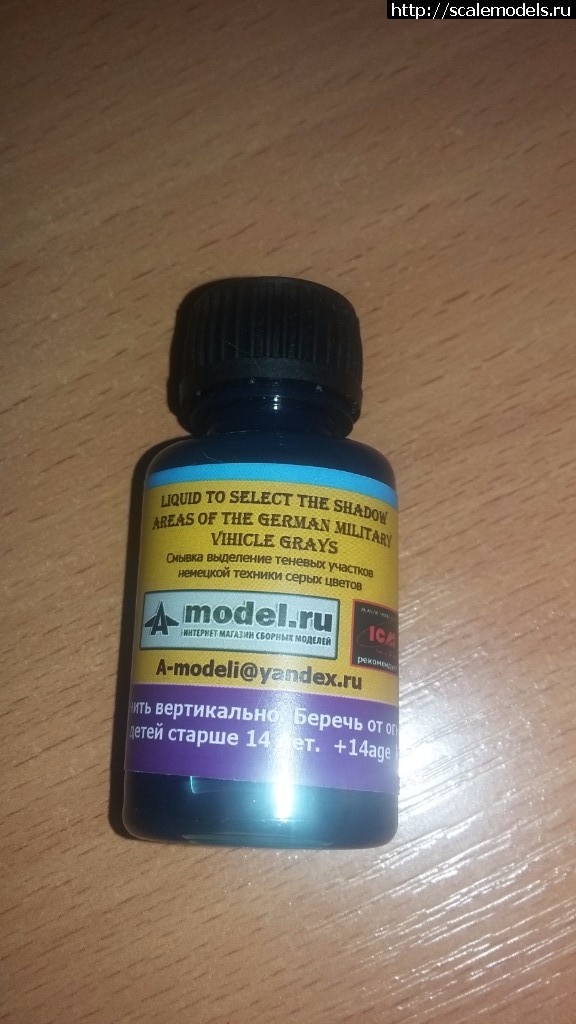 http://scalemodels.ru
LIQUID TO SELECT THE SHADOW
AREAS OF THE GERMAN MILITARY
VIHICLE GRAYS
Смывка выделение теневых участков
немецкой техники серых цветов
A model.ru
ИНТЕРНЕТ МАГАЗИН СБОРНЫХ МОДЕЛЕЙ
A-modeli@yandex.ru
вертикально. Беречь от
детей старше 14 лет. +14age